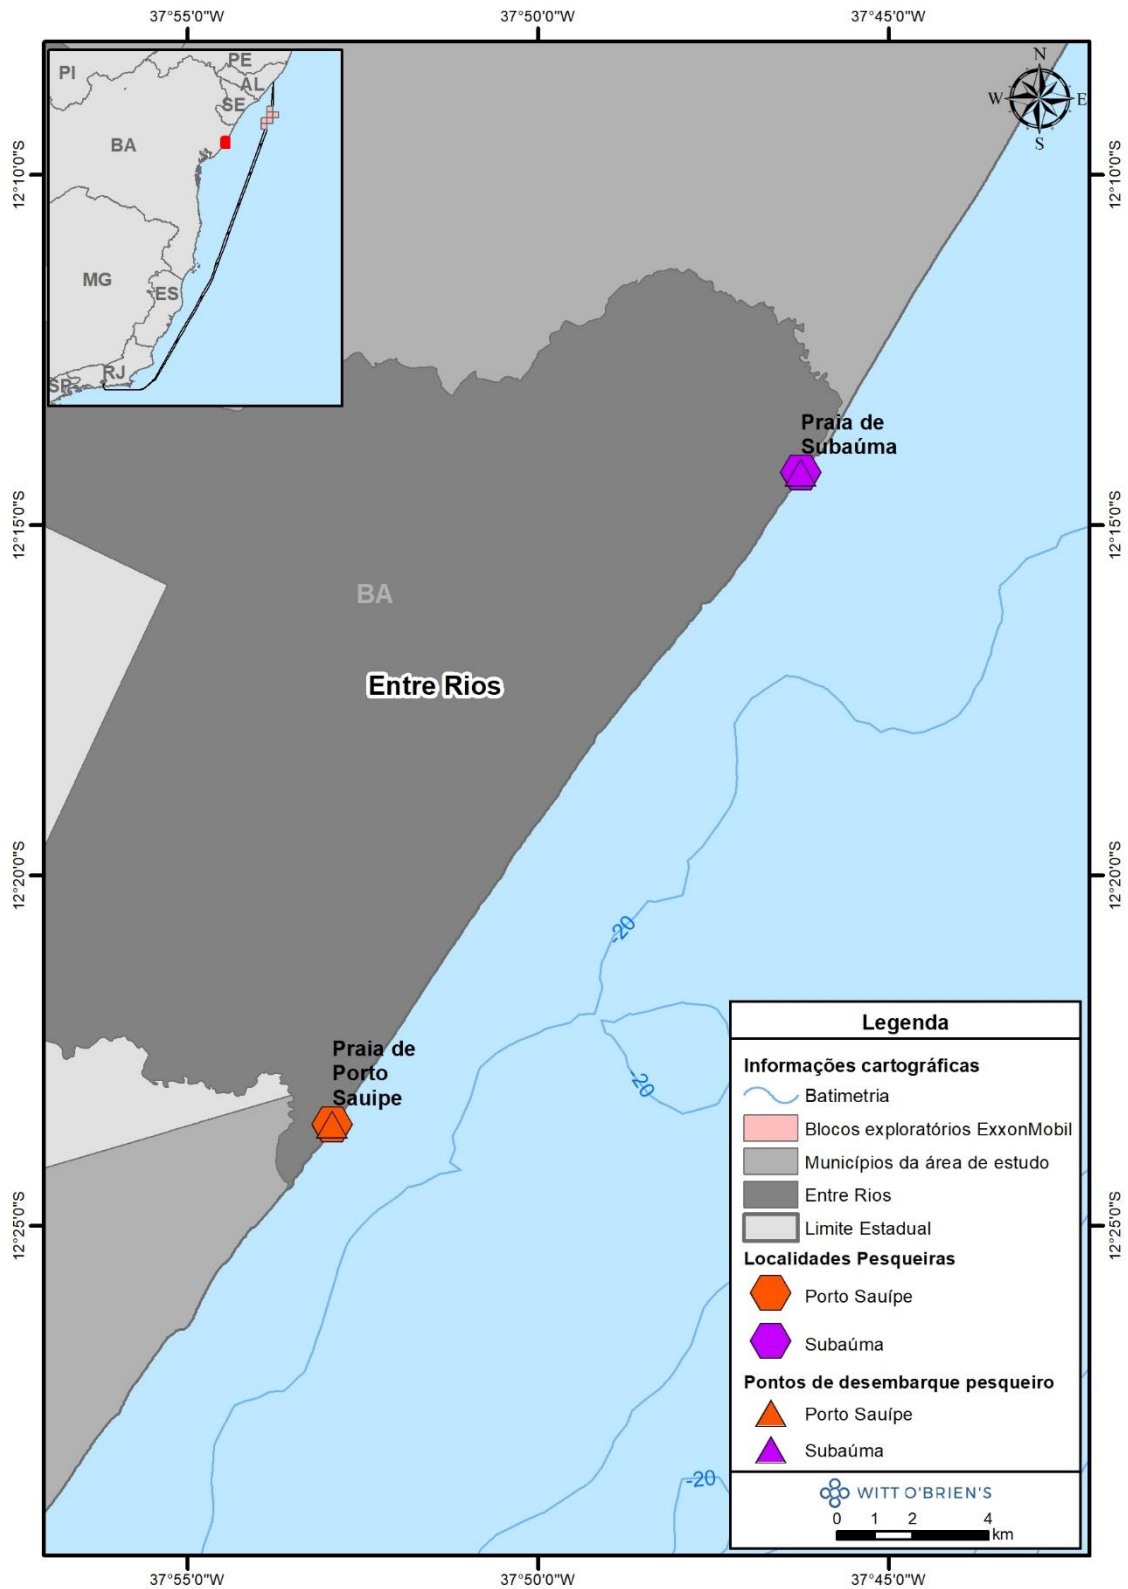 37°55'0"W
37°50'0"W
37°45'0"W
PI
PE
AL
SE
BA
MG
ES
RJ
SP
N
W
E
S
12°10'0"S
12°10'0"S
Praia de
Subaúma
12°15'0"S
12°15'0"S
BA
Entre Rios
12°20'0"S
12°20'0"S
-20
-20
Praia de
Porto
Sauipe
12°25'0"S
12°25'0"S
-20
Legenda
Informações cartográficas
Batimetria
Blocos exploratórios ExxonMobil
Municípios da área de estudo
Entre Rios
Limite Estadual
Localidades Pesqueiras
Porto Sauípe
Subaúma
Pontos de desembarque pesqueiro
Porto Sauípe
Subaúma
WITT O'BRIEN'S
0 1 2 4
km
37°55'0"W
37°50'0"W
37°45'0"W